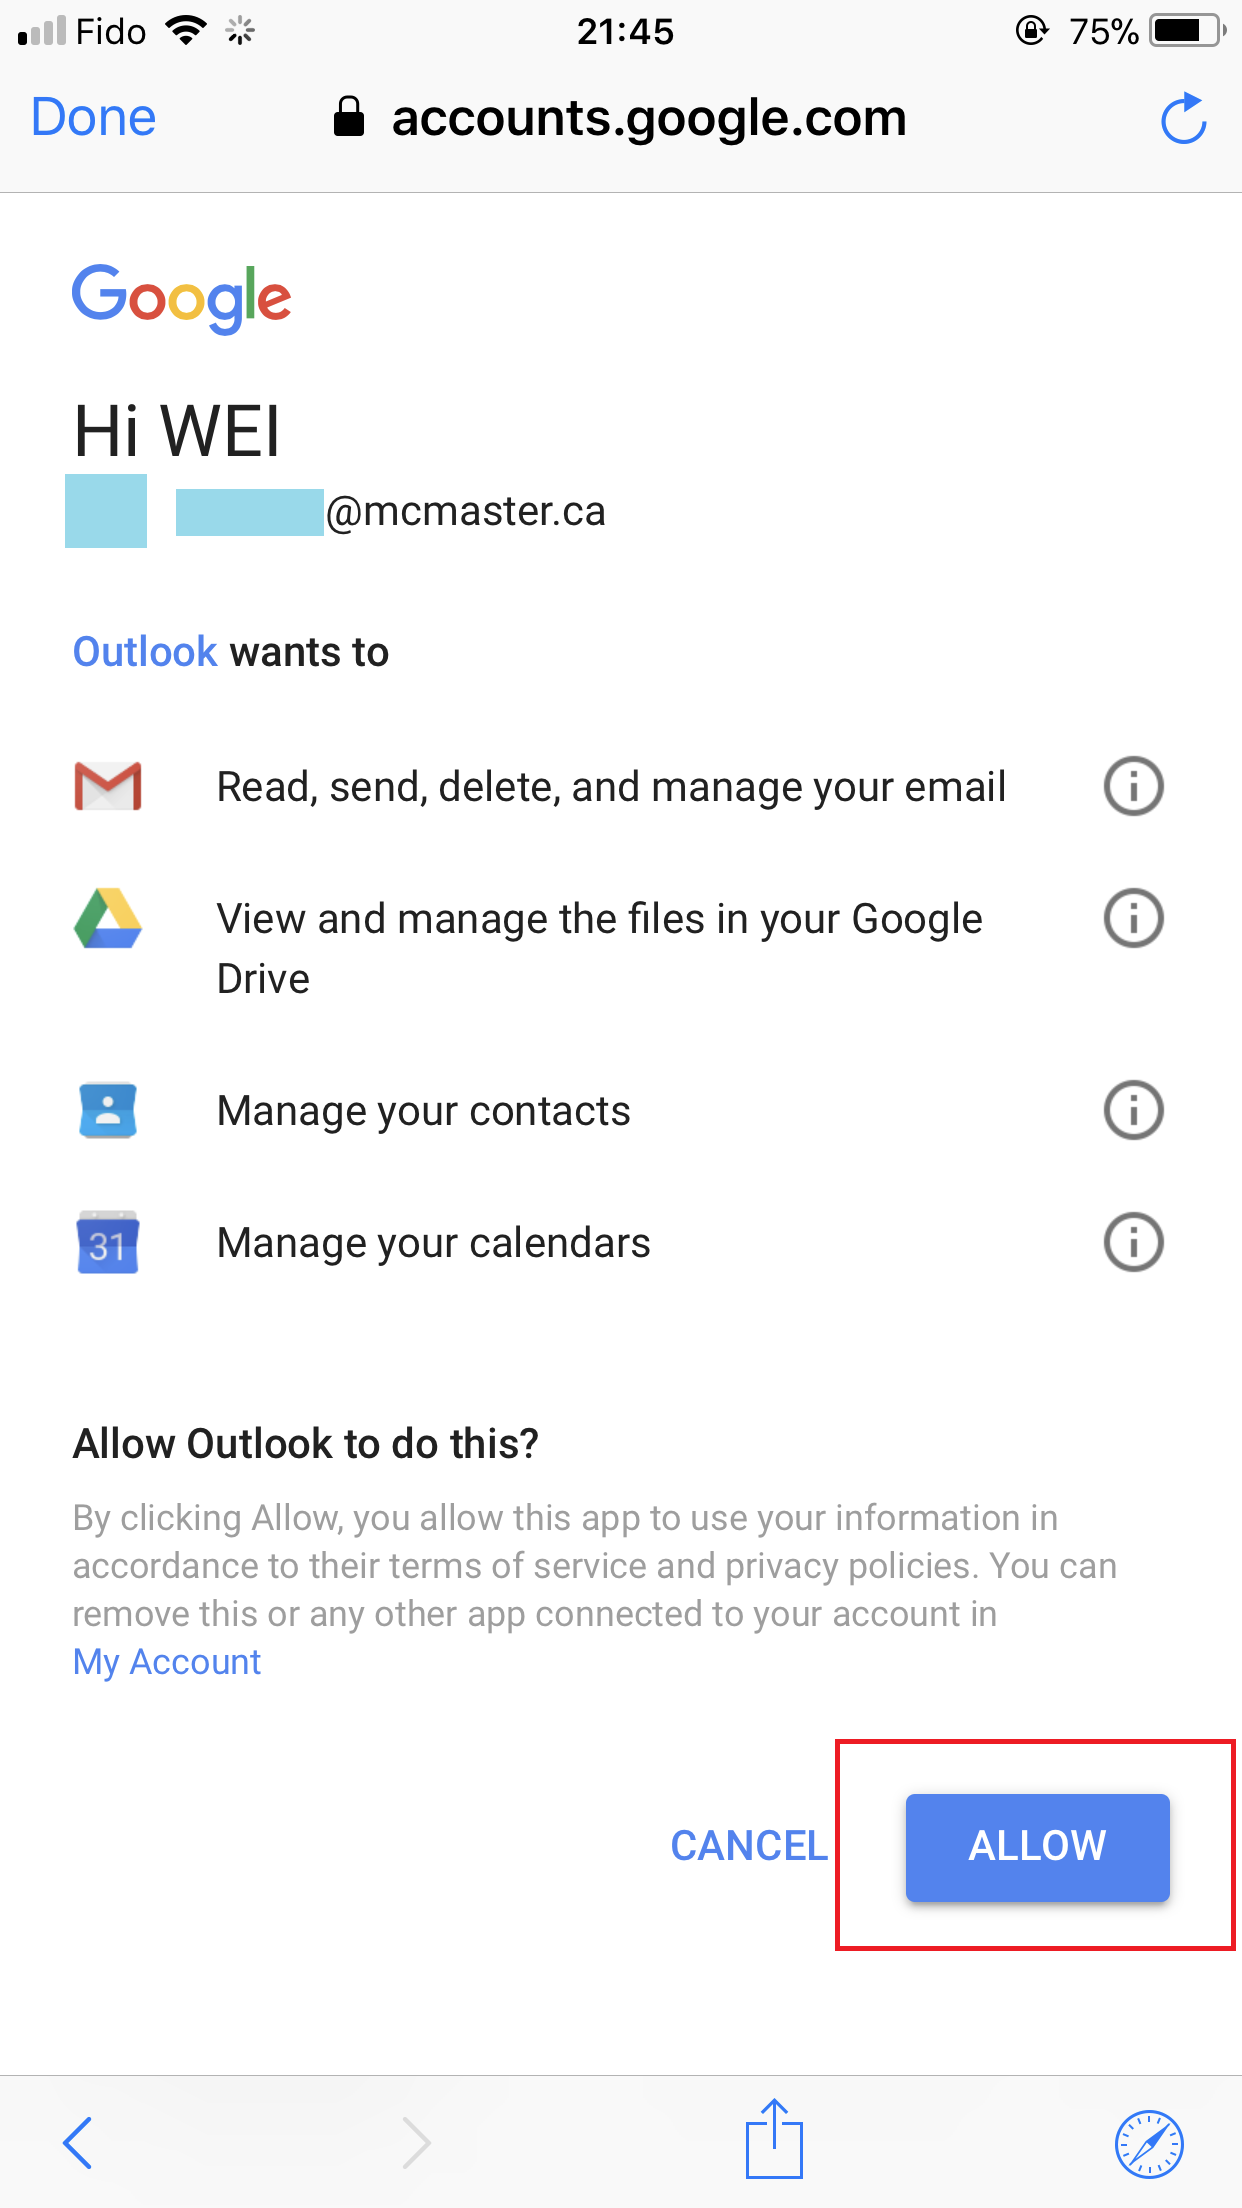 Fido 21:45 75%
Done accounts.google.com
Google
Hi WEI
@mcmaster.ca
Outlook wants to
Read, send, delete, and manage your email
View and manage the files in your Google
Drive
Manage your contacts
31 Manage your calendars
Allow Outlook to do this?
By clicking Allow, you allow this app to use your information in
accordance to their terms of service and privacy policies. You can
remove this or any other app connected to your account in
My Account
CANCEL ALLOW